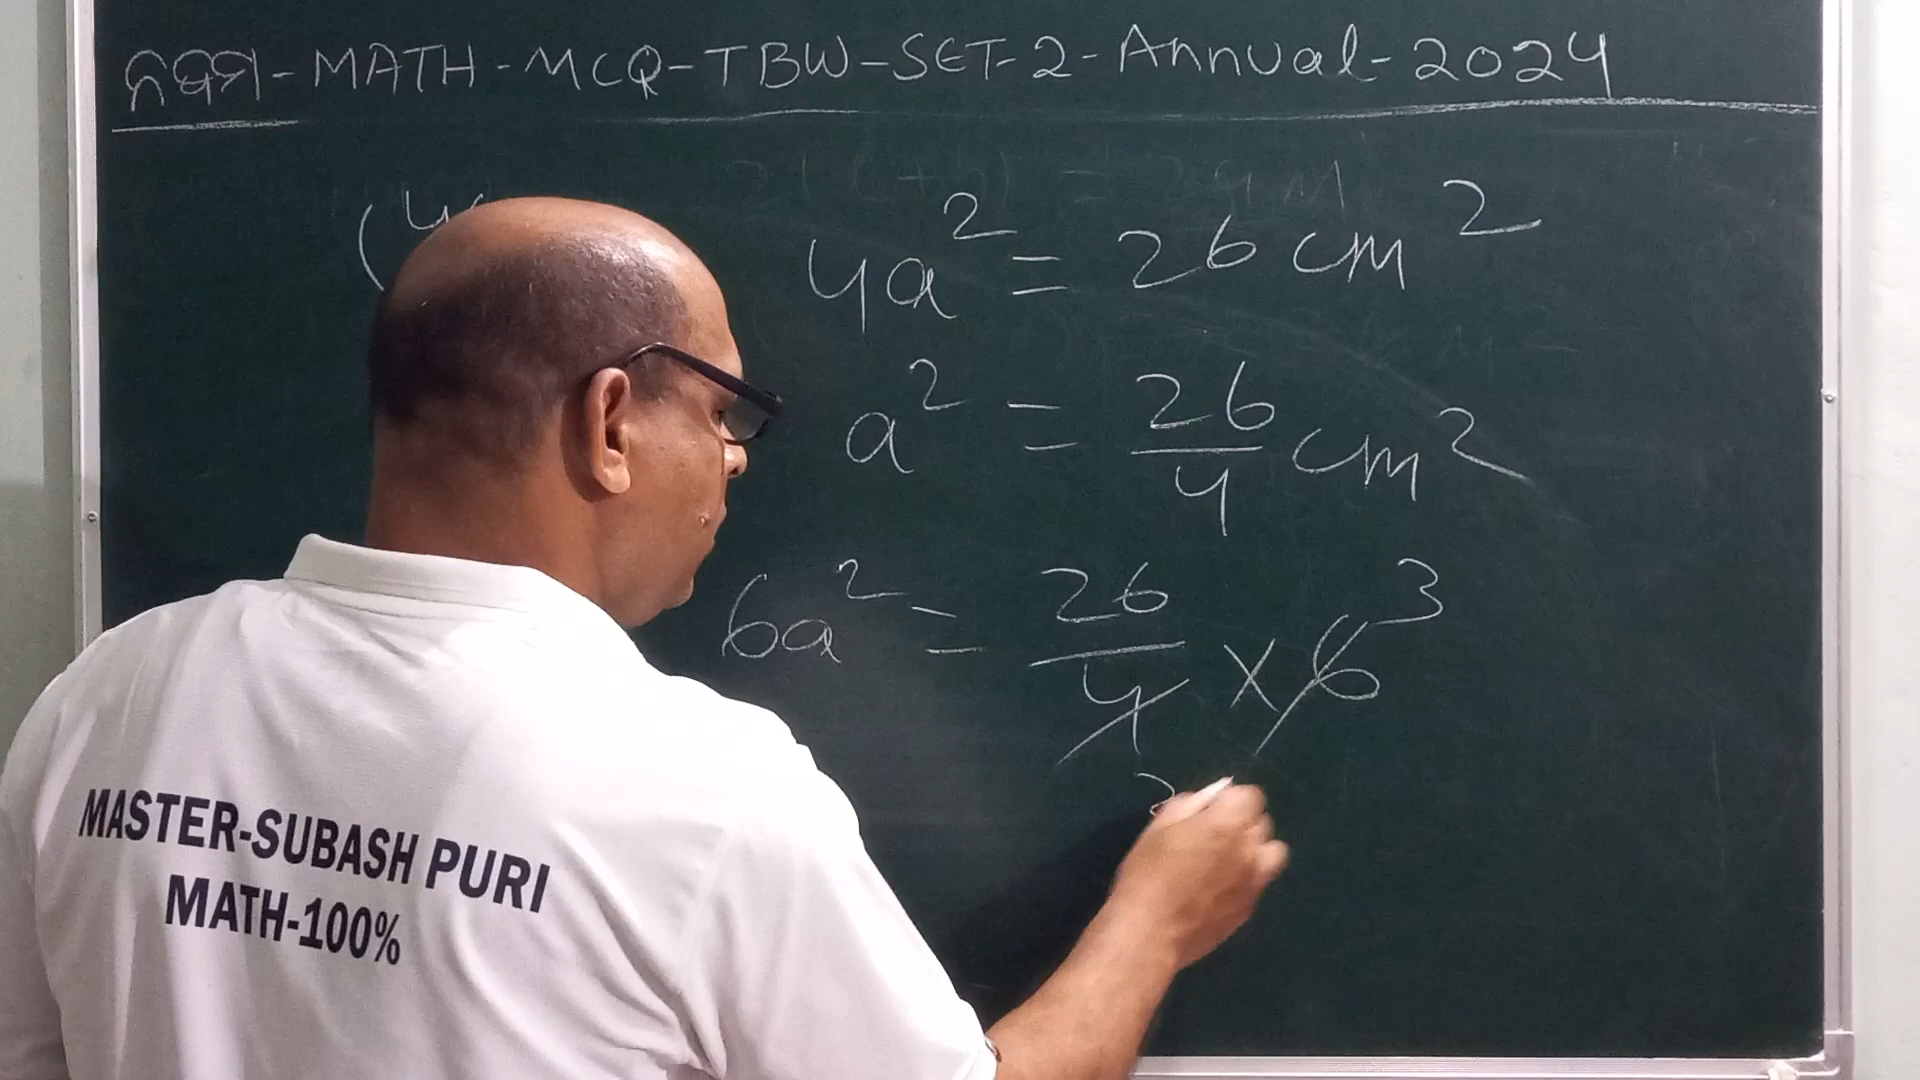 ନବମ-MATH-MCQ-TBW-SET-2-Annual-2024
4a² = 26 cm²
a² = 26/4 cm²
6a² = 26/4 × 6 3
2
MASTER-SUBASH PURI
MATH-100%